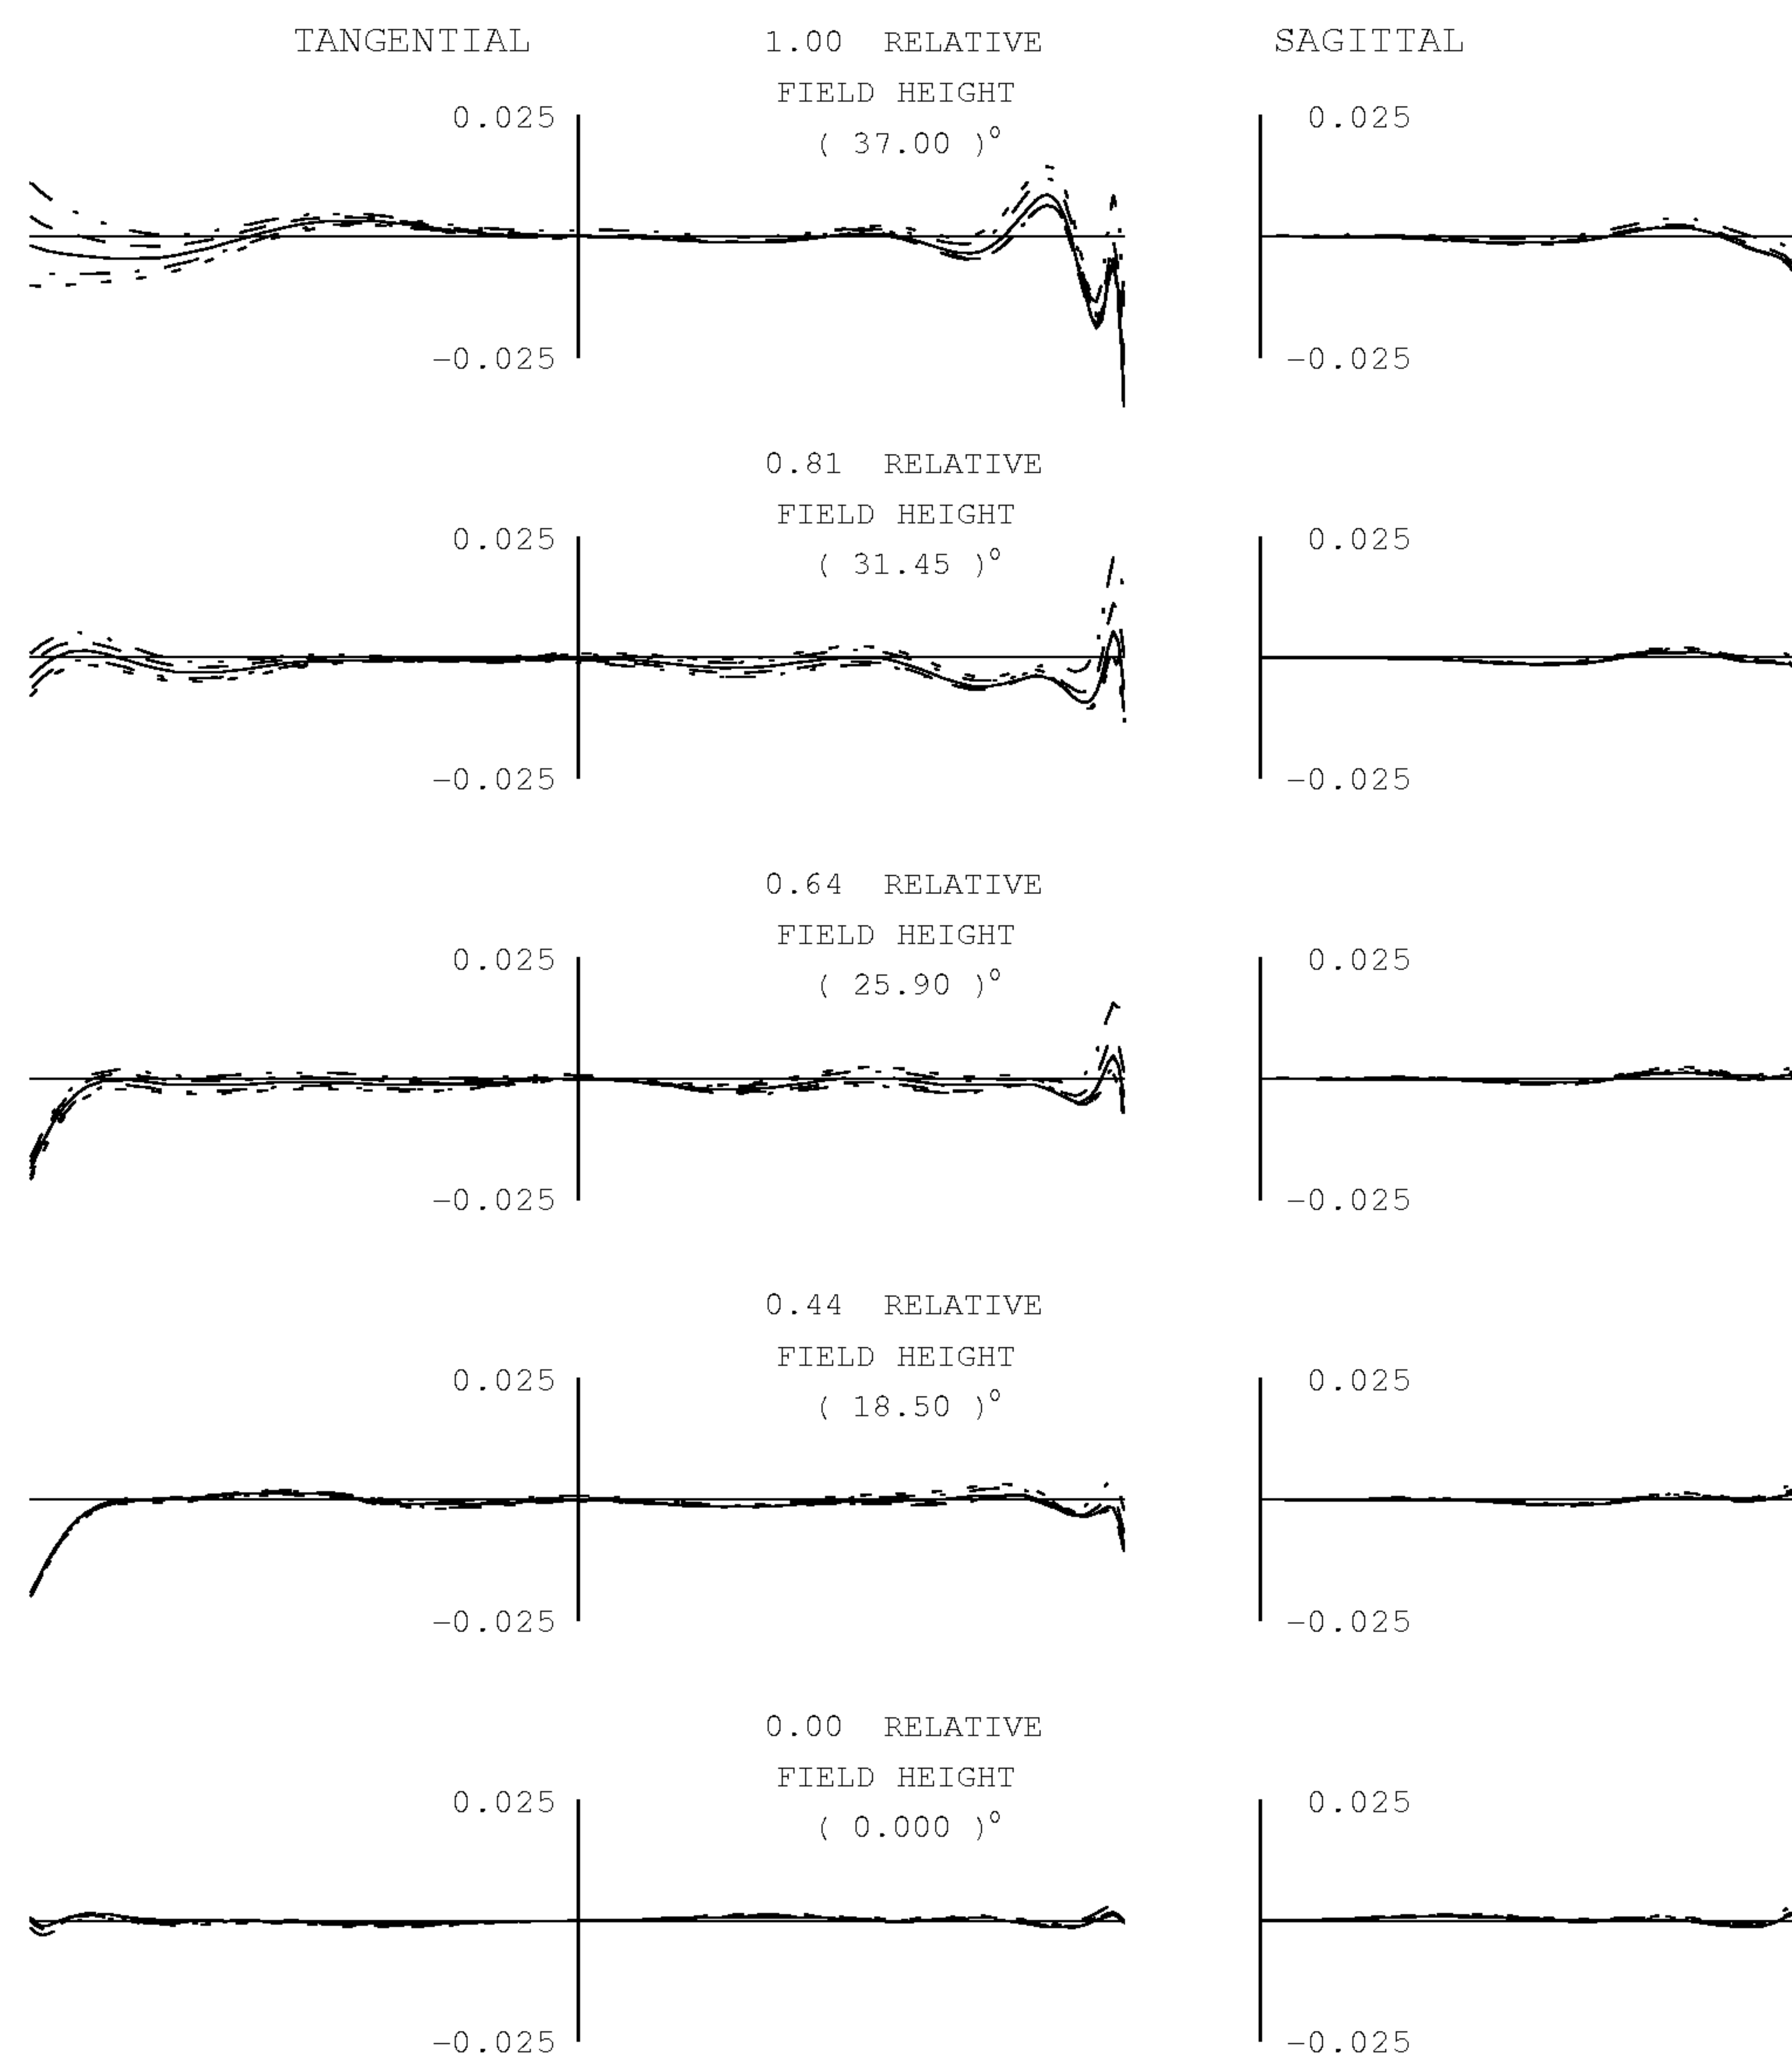 TANGENTIAL 1.00 RELATIVE SAGITTAL
FIELD HEIGHT
0.025 0.025
( 37.00 )°
−0.025 −0.025
0.81 RELATIVE
FIELD HEIGHT
0.025 0.025
( 31.45 )°
−0.025 −0.025
0.64 RELATIVE
FIELD HEIGHT
0.025 0.025
( 25.90 )°
−0.025 −0.025
0.44 RELATIVE
FIELD HEIGHT
0.025 0.025
( 18.50 )°
−0.025 −0.025
0.00 RELATIVE
FIELD HEIGHT
0.025 0.025
( 0.000 )°
−0.025 −0.025